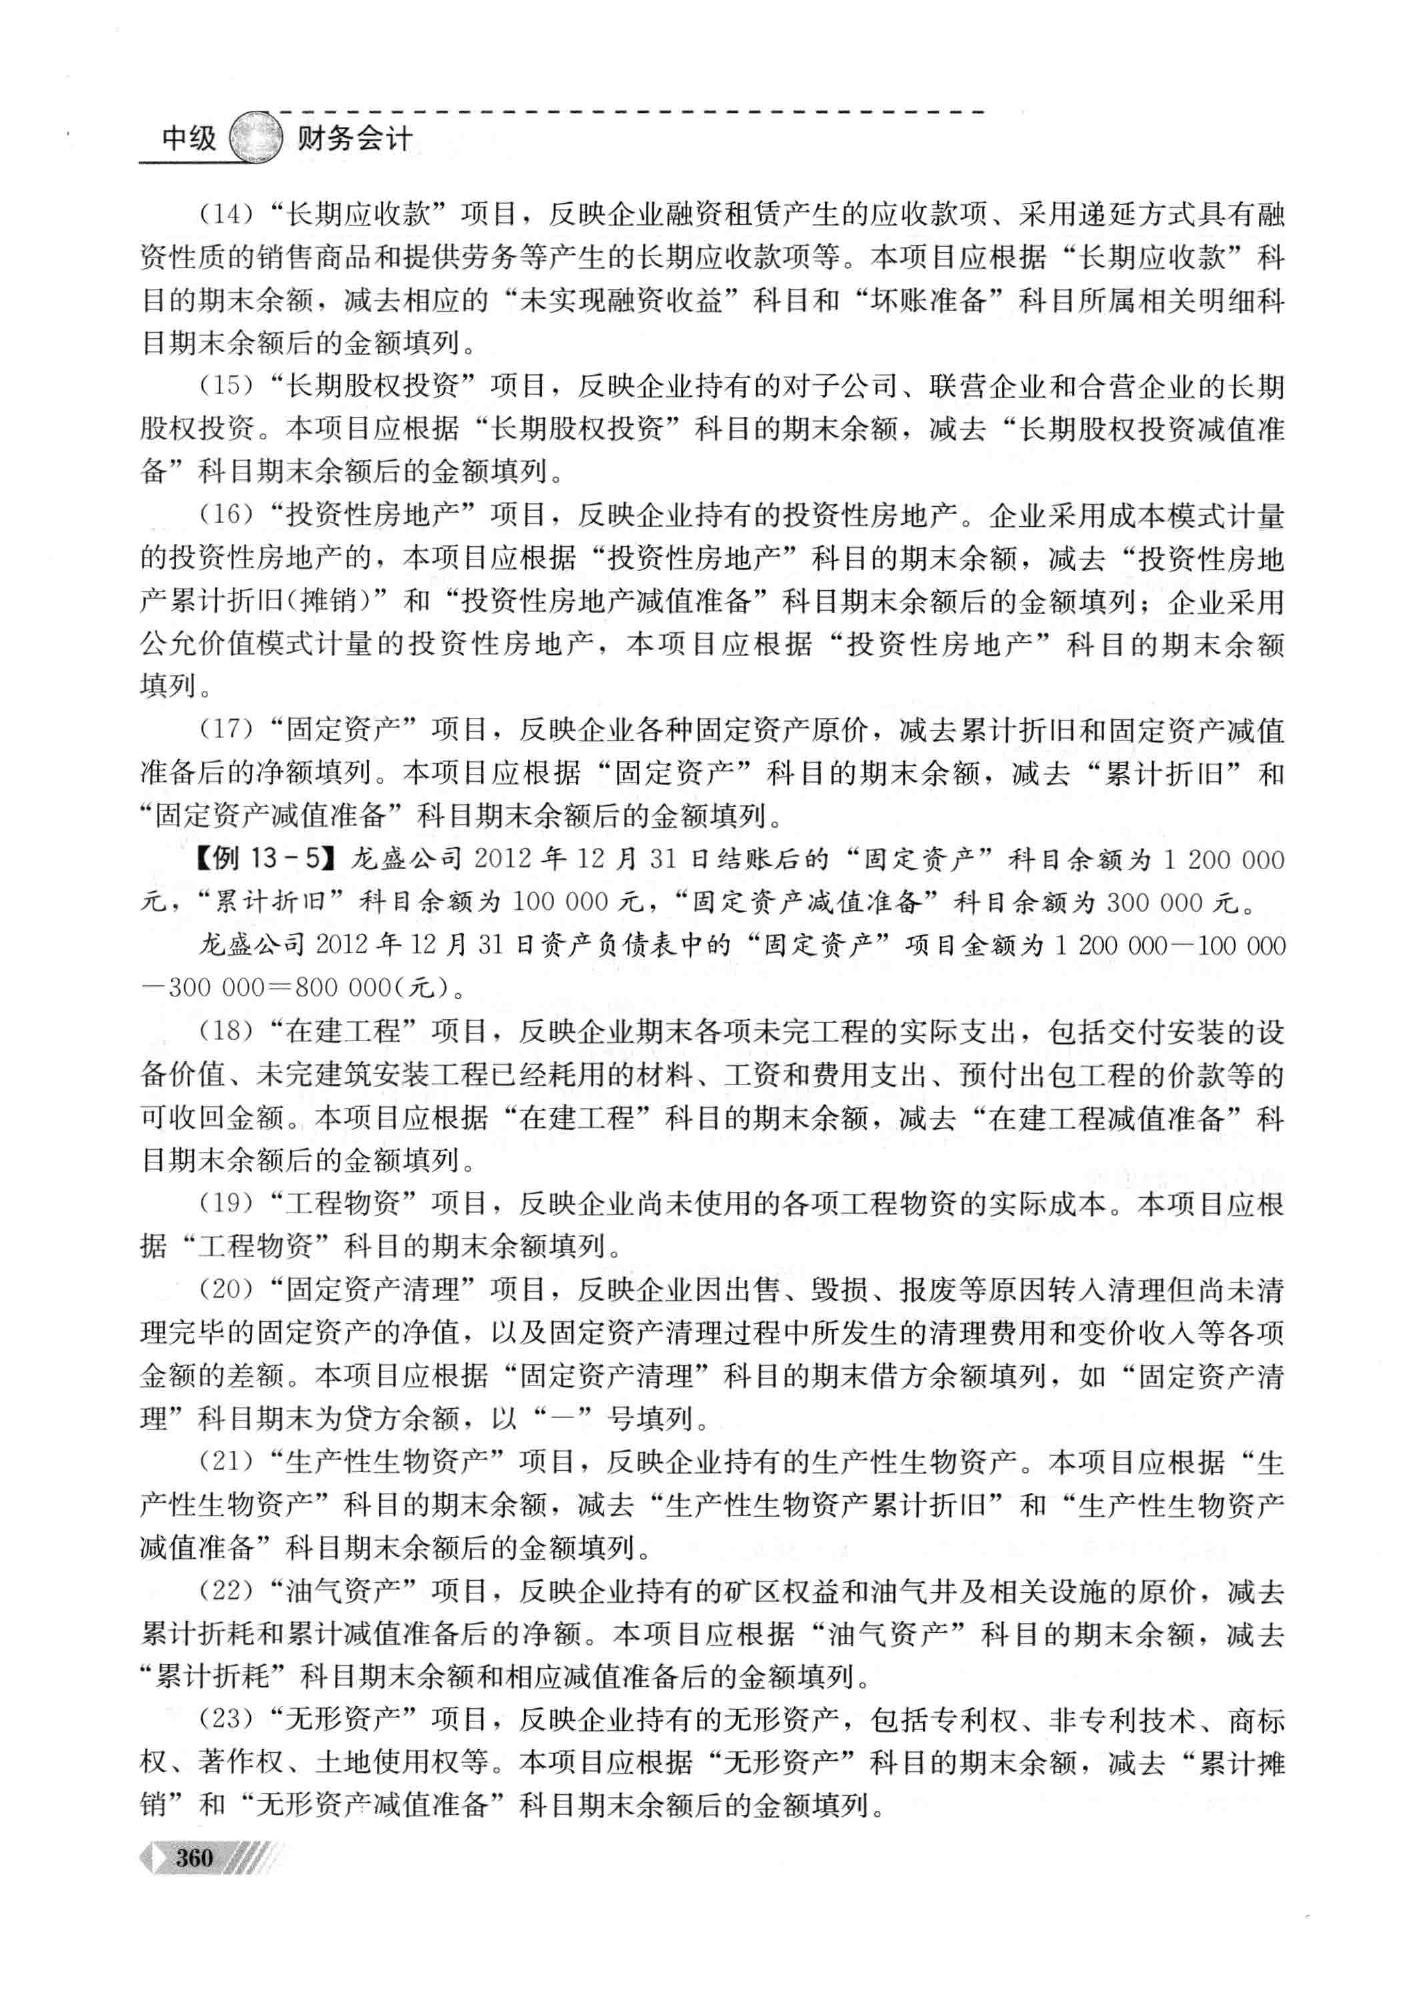 中级 财务会计
（14）“长期应收款”项目，反映企业融资租赁产生的应收款项、采用递延方式具有融
资性质的销售商品和提供劳务等产生的长期应收款项等。本项目应根据“长期应收款”科
目的期末余额，减去相应的“未实现融资收益”科目和“坏账准备”科目所属相关明细科
目期末余额后的金额填列。
（15）“长期股权投资”项目，反映企业持有的对子公司、联营企业和合营企业的长期
股权投资。本项目应根据“长期股权投资”科目的期末余额，减去“长期股权投资减值准
备”科目期末余额后的金额填列。
（16）“投资性房地产”项目，反映企业持有的投资性房地产。企业采用成本模式计量
的投资性房地产的，本项目应根据“投资性房地产”科目的期末余额，减去“投资性房地
产累计折旧(摊销)”和“投资性房地产减值准备”科目期末余额后的金额填列；企业采用
公允价值模式计量的投资性房地产，本项目应根据“投资性房地产”科目的期末余额
填列。
（17）“固定资产”项目，反映企业各种固定资产原价，减去累计折旧和固定资产减值
准备后的净额填列。本项目应根据“固定资产”科目的期末余额，减去“累计折旧”和
“固定资产减值准备”科目期末余额后的金额填列。
【例 13－5】龙盛公司 2012 年 12 月 31 日结账后的“固定资产”科目余额为 1 200 000
元，“累计折旧”科目余额为 100 000 元，“固定资产减值准备”科目余额为 300 000 元。
龙盛公司 2012 年 12 月 31 日资产负债表中的“固定资产”项目金额为 1 200 000－100 000
－300 000＝800 000(元)。
（18）“在建工程”项目，反映企业期末各项未完工程的实际支出，包括交付安装的设
备价值、未完建筑安装工程已经耗用的材料、工资和费用支出、预付出包工程的价款等的
可收回金额。本项目应根据“在建工程”科目的期末余额，减去“在建工程减值准备”科
目期末余额后的金额填列。
（19）“工程物资”项目，反映企业尚未使用的各项工程物资的实际成本。本项目应根
据“工程物资”科目的期末余额填列。
（20）“固定资产清理”项目，反映企业因出售、毁损、报废等原因转入清理但尚未清
理完毕的固定资产的净值，以及固定资产清理过程中所发生的清理费用和变价收入等各项
金额的差额。本项目应根据“固定资产清理”科目的期末借方余额填列，如“固定资产清
理”科目期末为贷方余额，以“－”号填列。
（21）“生产性生物资产”项目，反映企业持有的生产性生物资产。本项目应根据“生
产性生物资产”科目的期末余额，减去“生产性生物资产累计折旧”和“生产性生物资产
减值准备”科目期末余额后的金额填列。
（22）“油气资产”项目，反映企业持有的矿区权益和油气井及相关设施的原价，减去
累计折耗和累计减值准备后的净额。本项目应根据“油气资产”科目的期末余额，减去
“累计折耗”科目期末余额和相应减值准备后的金额填列。
（23）“无形资产”项目，反映企业持有的无形资产，包括专利权、非专利技术、商标
权、著作权、土地使用权等。本项目应根据“无形资产”科目的期末余额，减去“累计摊
销”和“无形资产减值准备”科目期末余额后的金额填列。
360